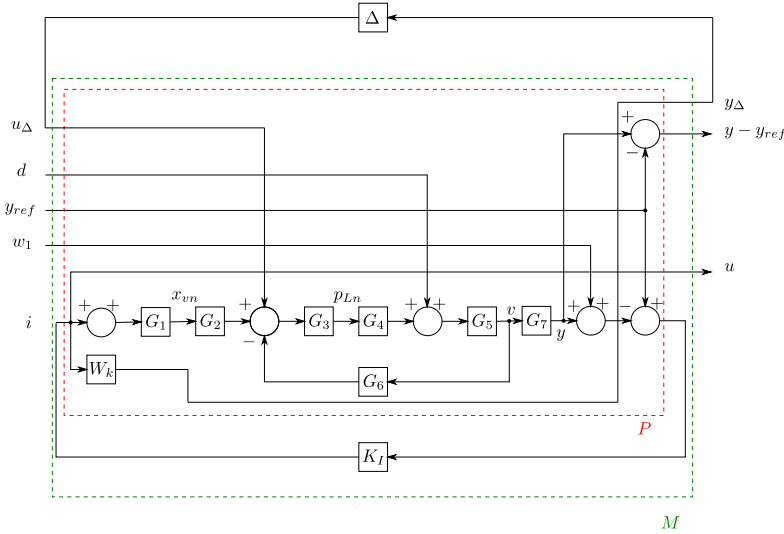 Δ
u_Δ
y_Δ
+
y − y_ref
−
d
y_ref
w_1
u
x_vn
p_Ln
+ + + + + v + + − +
i
G_1 G_2 G_3 G_4 G_5 G_7
y
−
W_k
G_6
P
K_I
M